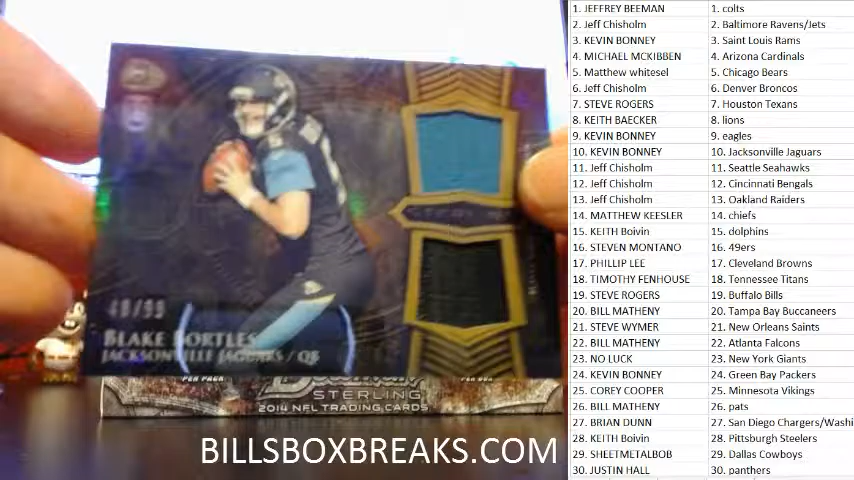 48/99
BLAKE BORTLES
JACKSONVILLE JAGUARS / QB
STERLING
2014 NFL TRADING CARDS
BILLSBOXBREAKS.COM
1. JEFFREY BEEMAN 1. colts
2. Jeff Chisholm 2. Baltimore Ravens/Jets
3. KEVIN BONNEY 3. Saint Louis Rams
4. MICHAEL MCKIBBEN 4. Arizona Cardinals
5. Matthew whitesel 5. Chicago Bears
6. Jeff Chisholm 6. Denver Broncos
7. STEVE ROGERS 7. Houston Texans
8. KEITH BAECKER 8. lions
9. KEVIN BONNEY 9. eagles
10. KEVIN BONNEY 10. Jacksonville Jaguars
11. Jeff Chisholm 11. Seattle Seahawks
12. Jeff Chisholm 12. Cincinnati Bengals
13. Jeff Chisholm 13. Oakland Raiders
14. MATTHEW KEESLER 14. chiefs
15. KEITH Boivin 15. dolphins
16. STEVEN MONTANO 16. 49ers
17. PHILLIP LEE 17. Cleveland Browns
18. TIMOTHY FENHOUSE 18. Tennessee Titans
19. STEVE ROGERS 19. Buffalo Bills
20. BILL MATHENY 20. Tampa Bay Buccaneers
21. STEVE WYMER 21. New Orleans Saints
22. BILL MATHENY 22. Atlanta Falcons
23. NO LUCK 23. New York Giants
24. KEVIN BONNEY 24. Green Bay Packers
25. COREY COOPER 25. Minnesota Vikings
26. BILL MATHENY 26. pats
27. BRIAN DUNN 27. San Diego Chargers/Washi
28. KEITH Boivin 28. Pittsburgh Steelers
29. SHEETMETALBOB 29. Dallas Cowboys
30. JUSTIN HALL 30. panthers